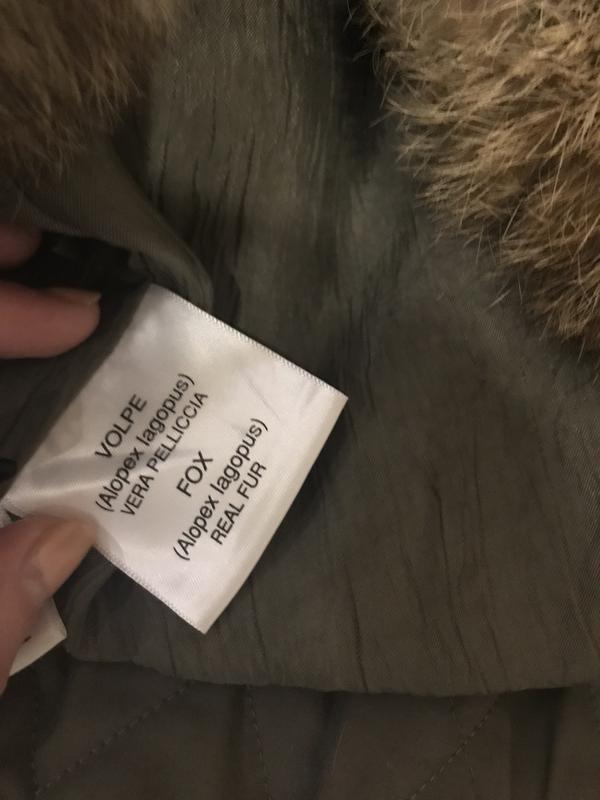 VOLPE
(Alopex lagopus)
VERA PELLICCIA
FOX
(Alopex lagopus)
REAL FUR